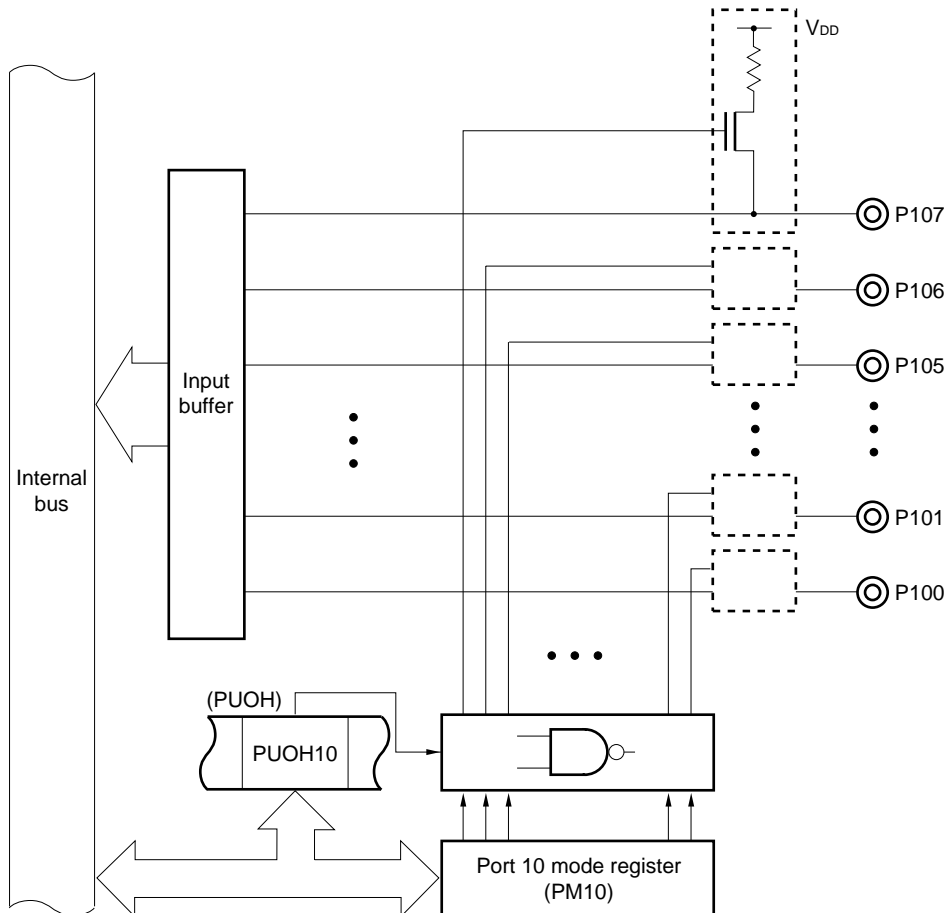 VDD
P107
P106
P105
Input
buffer
Internal
bus
P101
P100
(PUOH)
PUOH10
Port 10 mode register
(PM10)